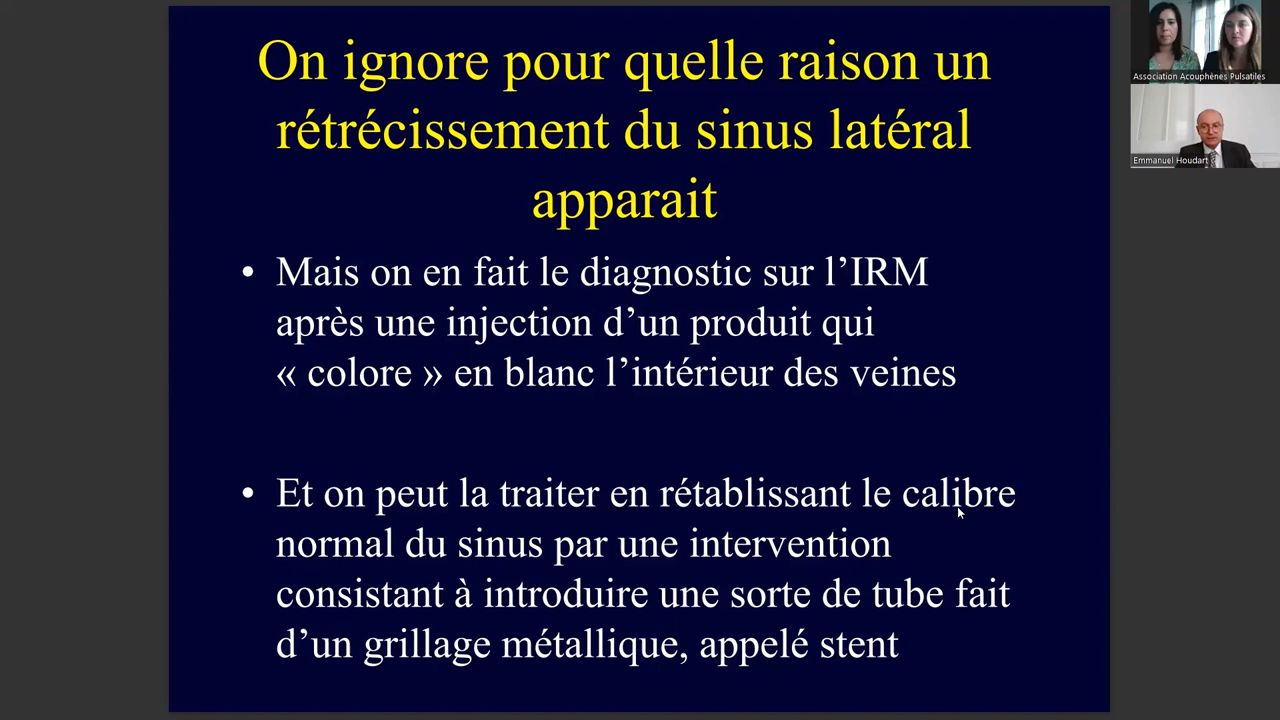 On ignore pour quelle raison un
rétrécissement du sinus latéral
apparait
• Mais on en fait le diagnostic sur l’IRM
après une injection d’un produit qui
« colore » en blanc l’intérieur des veines
• Et on peut la traiter en rétablissant le calibre
normal du sinus par une intervention
consistant à introduire une sorte de tube fait
d’un grillage métallique, appelé stent
Association Acouphènes Pulsatiles
Emmanuel Houdart